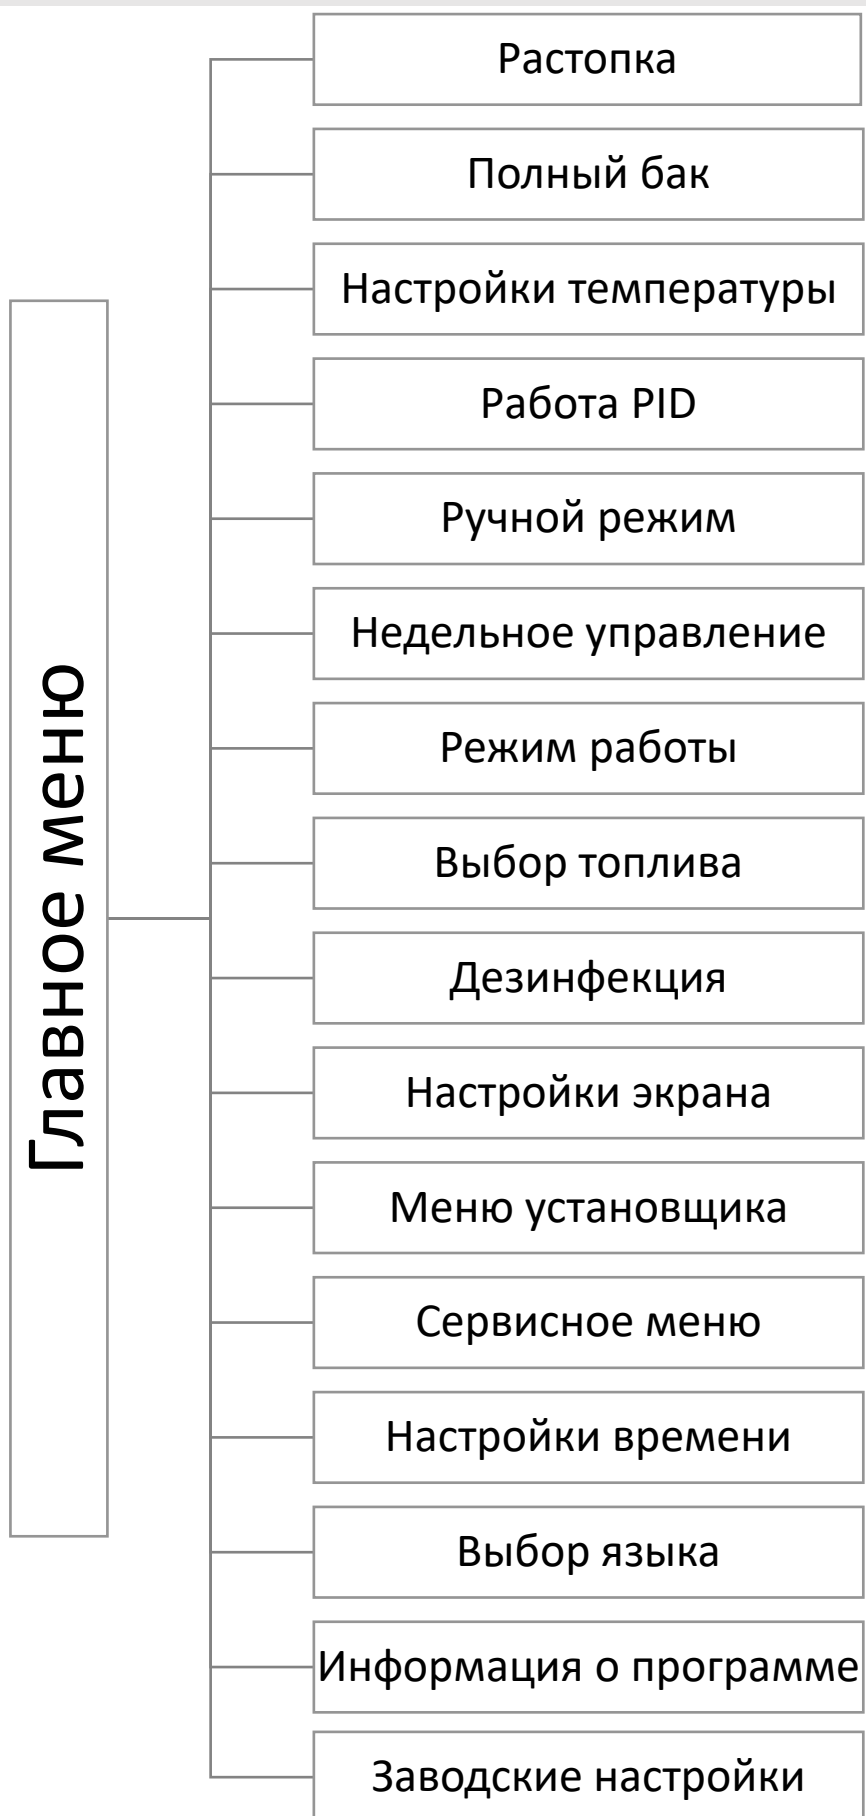 Главное меню
Растопка
Полный бак
Настройки температуры
Работа PID
Ручной режим
Недельное управление
Режим работы
Выбор топлива
Дезинфекция
Настройки экрана
Меню установщика
Сервисное меню
Настройки времени
Выбор языка
Информация о программе
Заводские настройки